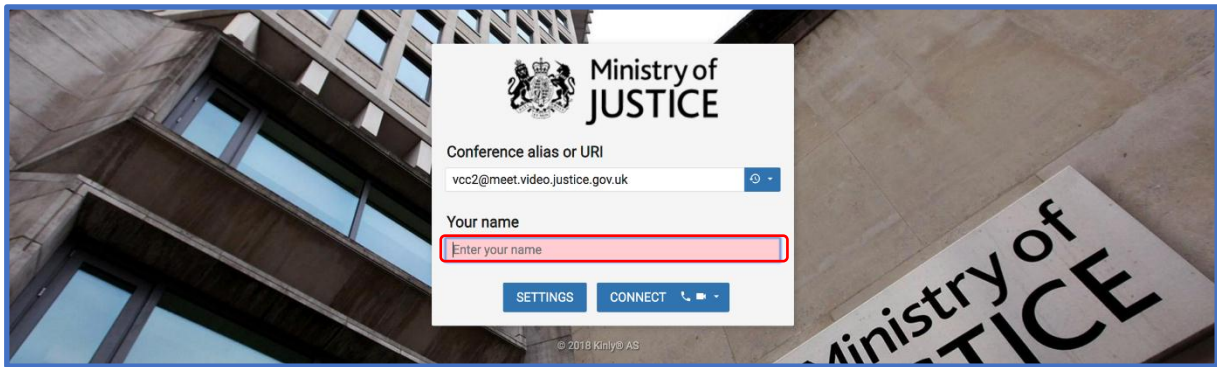 Ministry of
JUSTICE
Conference alias or URI
vcc2@meet.video.justice.gov.uk
Your name
Enter your name
SETTINGS
CONNECT
© 2018 Kinly® AS
Ministry of
JUSTICE